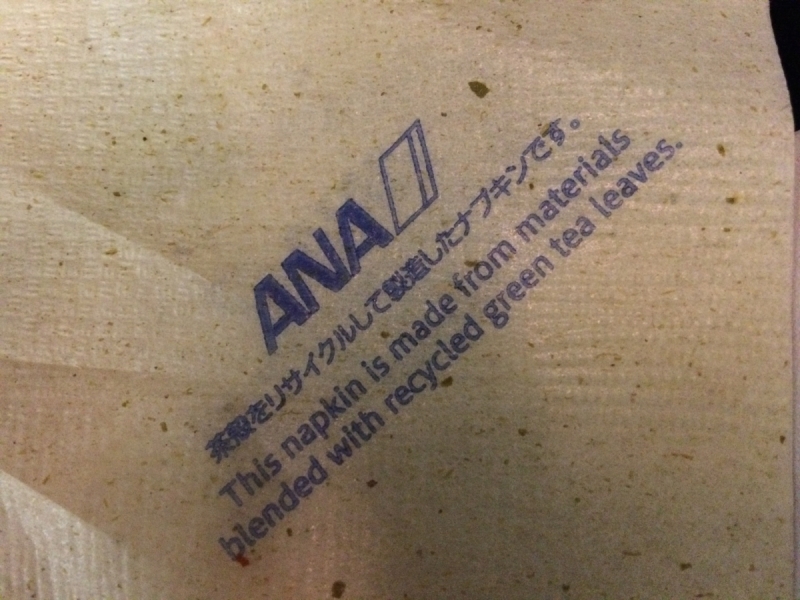 ANA
茶殻をリサイクルして製造したナプキンです。
This napkin is made from materials
blended with recycled green tea leaves.